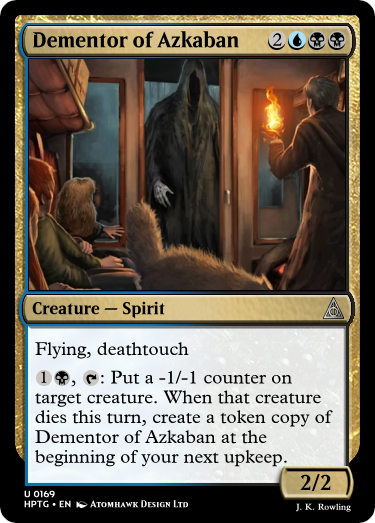 Dementor of Azkaban 2
Creature — Spirit
Flying, deathtouch
1 , : Put a -1/-1 counter on
target creature. When that creature
dies this turn, create a token copy of
Dementor of Azkaban at the
beginning of your next upkeep.
2/2
U 0169
HPTG • EN Atomhawk Design Ltd
J. K. Rowling